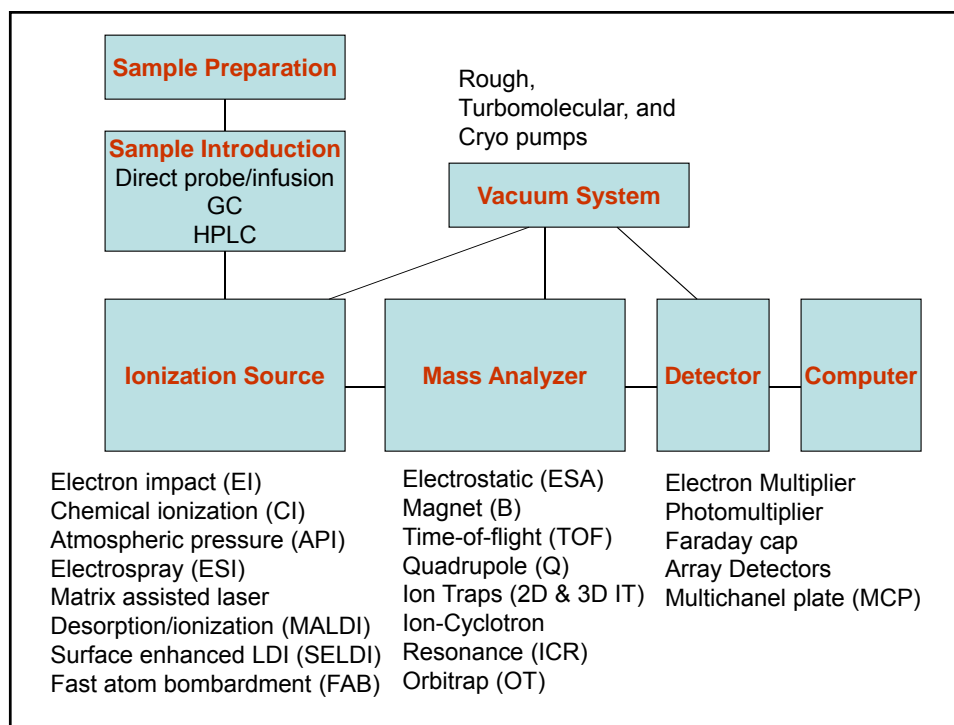 Sample Preparation
Rough,
Turbomolecular, and
Cryo pumps
Sample Introduction
Direct probe/infusion
GC
HPLC
Vacuum System
Ionization Source
Mass Analyzer
Detector
Computer
Electron impact (EI)
Chemical ionization (CI)
Atmospheric pressure (API)
Electrospray (ESI)
Matrix assisted laser
Desorption/ionization (MALDI)
Surface enhanced LDI (SELDI)
Fast atom bombardment (FAB)
Electrostatic (ESA)
Magnet (B)
Time-of-flight (TOF)
Quadrupole (Q)
Ion Traps (2D & 3D IT)
Ion-Cyclotron
Resonance (ICR)
Orbitrap (OT)
Electron Multiplier
Photomultiplier
Faraday cap
Array Detectors
Multichanel plate (MCP)